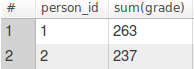 # person_id sum(grade)
1 1 263
2 2 237